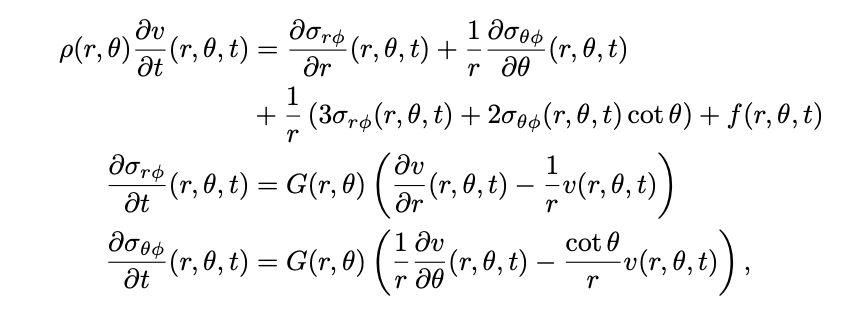 ρ(r, θ) ∂v/∂t (r, θ, t) = ∂σ_{rϕ}/∂r (r, θ, t) + 1/r ∂σ_{θϕ}/∂θ (r, θ, t)
+ 1/r (3σ_{rϕ}(r, θ, t) + 2σ_{θϕ}(r, θ, t) cot θ) + f(r, θ, t)
∂σ_{rϕ}/∂t (r, θ, t) = G(r, θ) (∂v/∂r (r, θ, t) − 1/r v(r, θ, t))
∂σ_{θϕ}/∂t (r, θ, t) = G(r, θ) (1/r ∂v/∂θ (r, θ, t) − cot θ/r v(r, θ, t)) ,